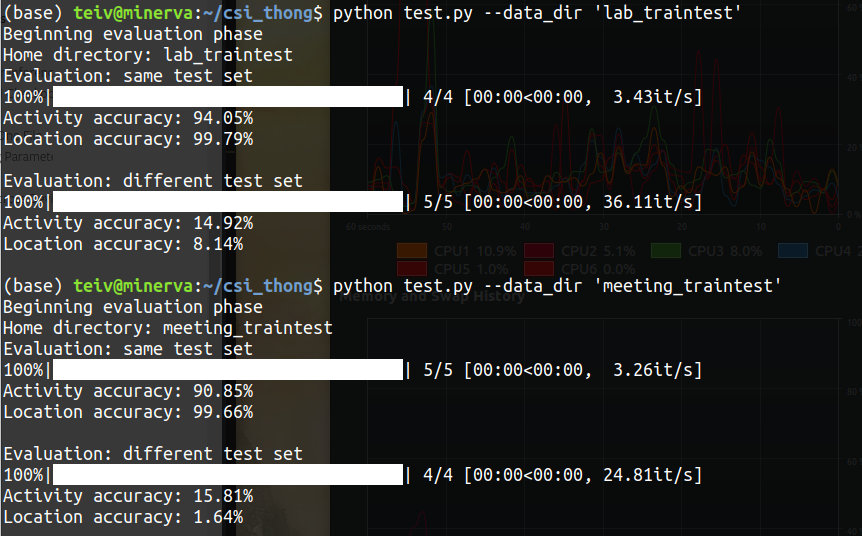 (base) teiv@minerva:~/csi_thong$ python test.py --data_dir 'lab_traintest'
Beginning evaluation phase
Home directory: lab_traintest
Evaluation: same test set
100%| | 4/4 [00:00<00:00,  3.43it/s]
Activity accuracy: 94.05%
Location accuracy: 99.79%
Paramete
Evaluation: different test set
100%| | 5/5 [00:00<00:00, 36.11it/s]
Activity accuracy: 14.92%
Location accuracy: 8.14%
60 seconds 50 40 30 20 10 0
CPU1 10.9% CPU2 5.1% CPU3 8.0% CPU4
CPU5 1.0% CPU6 0.0%
(base) teiv@minerva:~/csi_thong$ python test.py --data_dir 'meeting_traintest'
Memory and Swap History
Beginning evaluation phase
Home directory: meeting_traintest
Evaluation: same test set
100%| | 5/5 [00:00<00:00,  3.26it/s]
Activity accuracy: 90.85%
Location accuracy: 99.66%
Evaluation: different test set
100%| | 4/4 [00:00<00:00, 24.81it/s]
Activity accuracy: 15.81%
Location accuracy: 1.64%